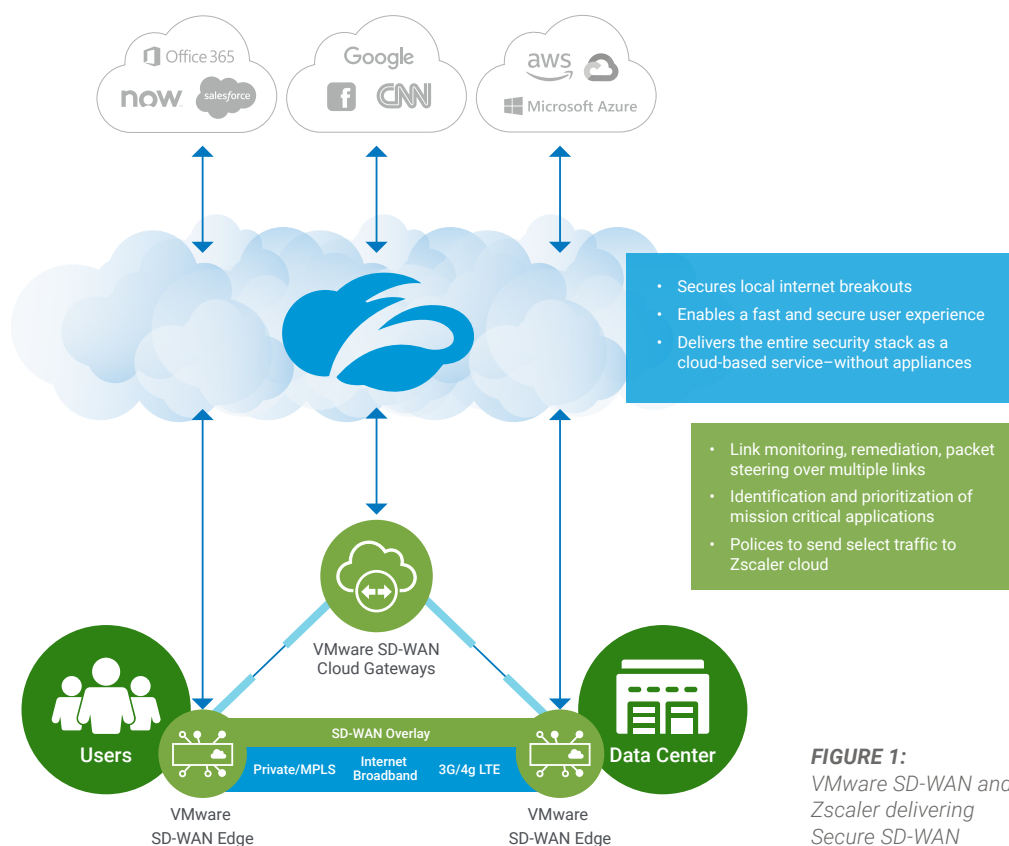 Office 365
now
salesforce
Google
f
CNN
aws
Microsoft Azure
• Secures local internet breakouts
• Enables a fast and secure user experience
• Delivers the entire security stack as a
cloud-based service–without appliances
• Link monitoring, remediation, packet
steering over multiple links
• Identification and prioritization of
mission critical applications
• Polices to send select traffic to
Zscaler cloud
VMware SD-WAN
Cloud Gateways
Users
Data Center
SD-WAN Overlay
Private/MPLS
Internet
Broadband
3G/4g LTE
VMware
SD-WAN Edge
VMware
SD-WAN Edge
FIGURE 1:
VMware SD-WAN and
Zscaler delivering
Secure SD-WAN